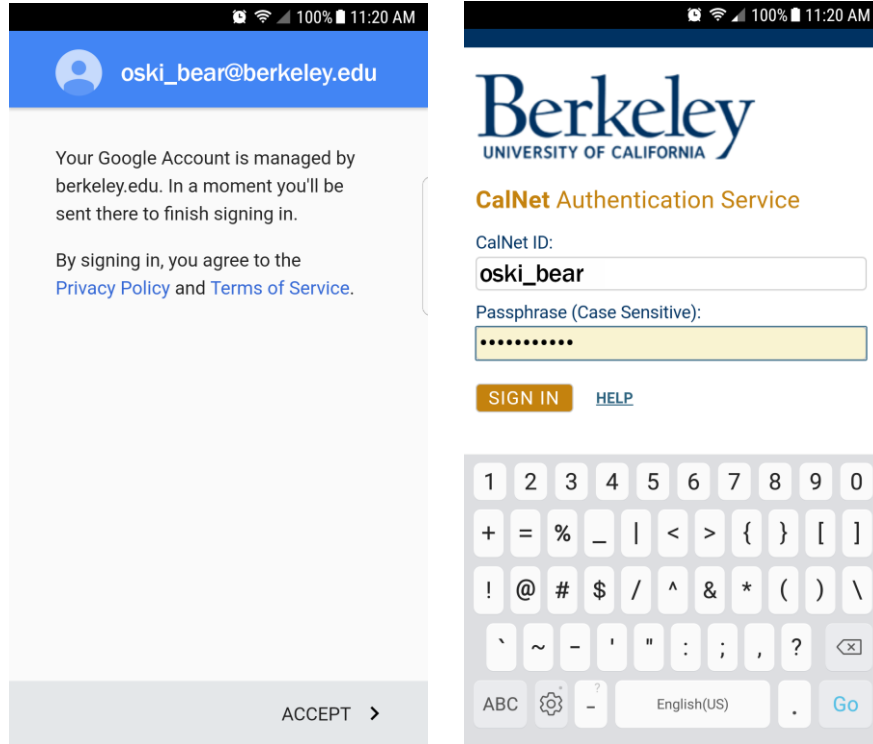 100% 11:20 AM
oski_bear@berkeley.edu
Your Google Account is managed by
berkeley.edu. In a moment you'll be
sent there to finish signing in.
By signing in, you agree to the
Privacy Policy and Terms of Service.
ACCEPT
100% 11:20 AM
Berkeley
UNIVERSITY OF CALIFORNIA
CalNet Authentication Service
CalNet ID:
oski_bear
Passphrase (Case Sensitive):
•••••••••••
SIGN IN HELP
1 2 3 4 5 6 7 8 9 0
+ = % _ | < > { } [ ]
! @ # $ / ^ & * ( ) \
` ~ - ' " : ; , ?
ABC - ? English(US) . Go